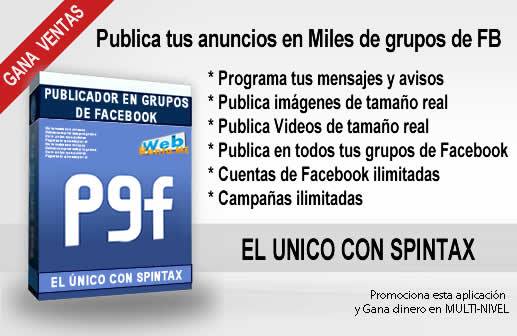 GANA VENTAS
Publica tus anuncios en Miles de grupos de FB
PUBLICADOR EN GRUPOS
DE FACEBOOK
Web
pgf
EL ÚNICO CON SPINTAX
* Programa tus mensajes y avisos
* Publica imágenes de tamaño real
* Publica Videos de tamaño real
* Publica en todos tus grupos de Facebook
* Cuentas de Facebook ilimitadas
* Campañas ilimitadas
EL UNICO CON SPINTAX
Promociona esta aplicación
y Gana dinero en MULTI-NIVEL